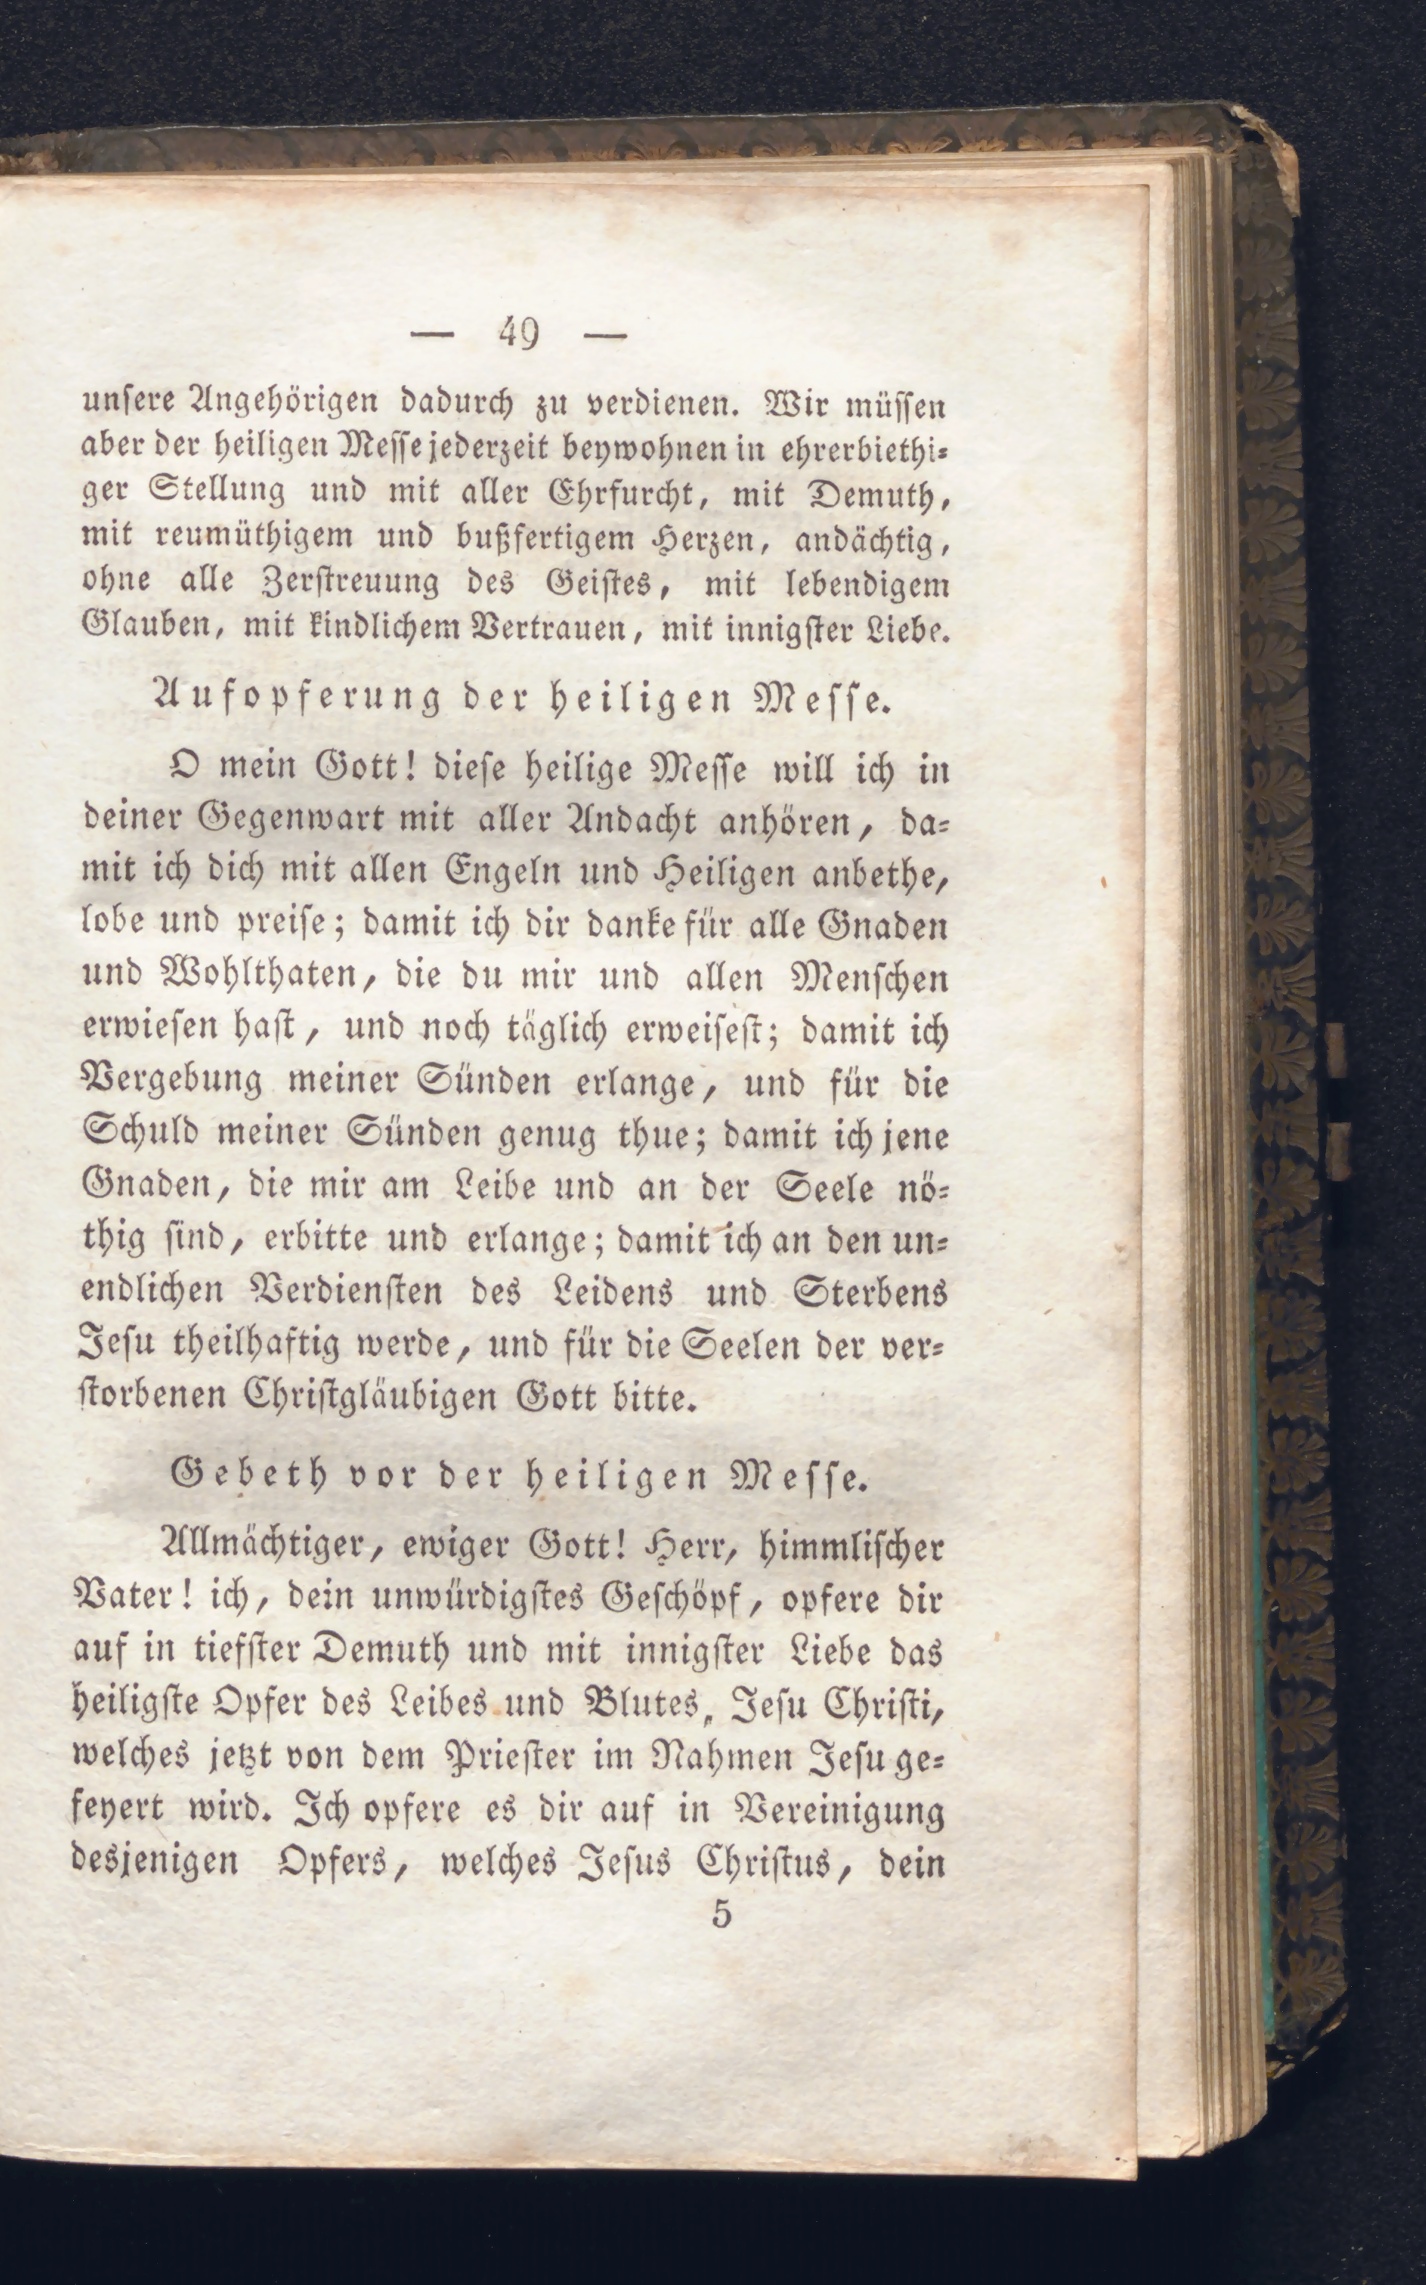 — 49 —
unsere Angehörigen dadurch zu verdienen. Wir müssen
aber der heiligen Messe jederzeit beywohnen in ehrerbiethi-
ger Stellung und mit aller Ehrfurcht, mit Demuth,
mit reumüthigem und bußfertigem Herzen, andächtig,
ohne alle Zerstreuung des Geistes, mit lebendigem
Glauben, mit kindlichem Vertrauen, mit innigster Liebe.
Aufopferung der heiligen Messe.
O mein Gott! diese heilige Messe will ich in
deiner Gegenwart mit aller Andacht anhören, da-
mit ich dich mit allen Engeln und Heiligen anbethe,
lobe und preise; damit ich dir danke für alle Gnaden
und Wohlthaten, die du mir und allen Menschen
erwiesen hast, und noch täglich erweisest; damit ich
Vergebung meiner Sünden erlange, und für die
Schuld meiner Sünden genug thue; damit ich jene
Gnaden, die mir am Leibe und an der Seele nö-
thig sind, erbitte und erlange; damit ich an den un-
endlichen Verdiensten des Leidens und Sterbens
Jesu theilhaftig werde, und für die Seelen der ver-
storbenen Christgläubigen Gott bitte.
Gebeth vor der heiligen Messe.
Allmächtiger, ewiger Gott! Herr, himmlischer
Vater! ich, dein unwürdigstes Geschöpf, opfere dir
auf in tiefster Demuth und mit innigster Liebe das
heiligste Opfer des Leibes und Blutes, Jesu Christi,
welches jetzt von dem Priester im Nahmen Jesu ge-
feyert wird. Ich opfere es dir auf in Vereinigung
desjenigen Opfers, welches Jesus Christus, dein
5